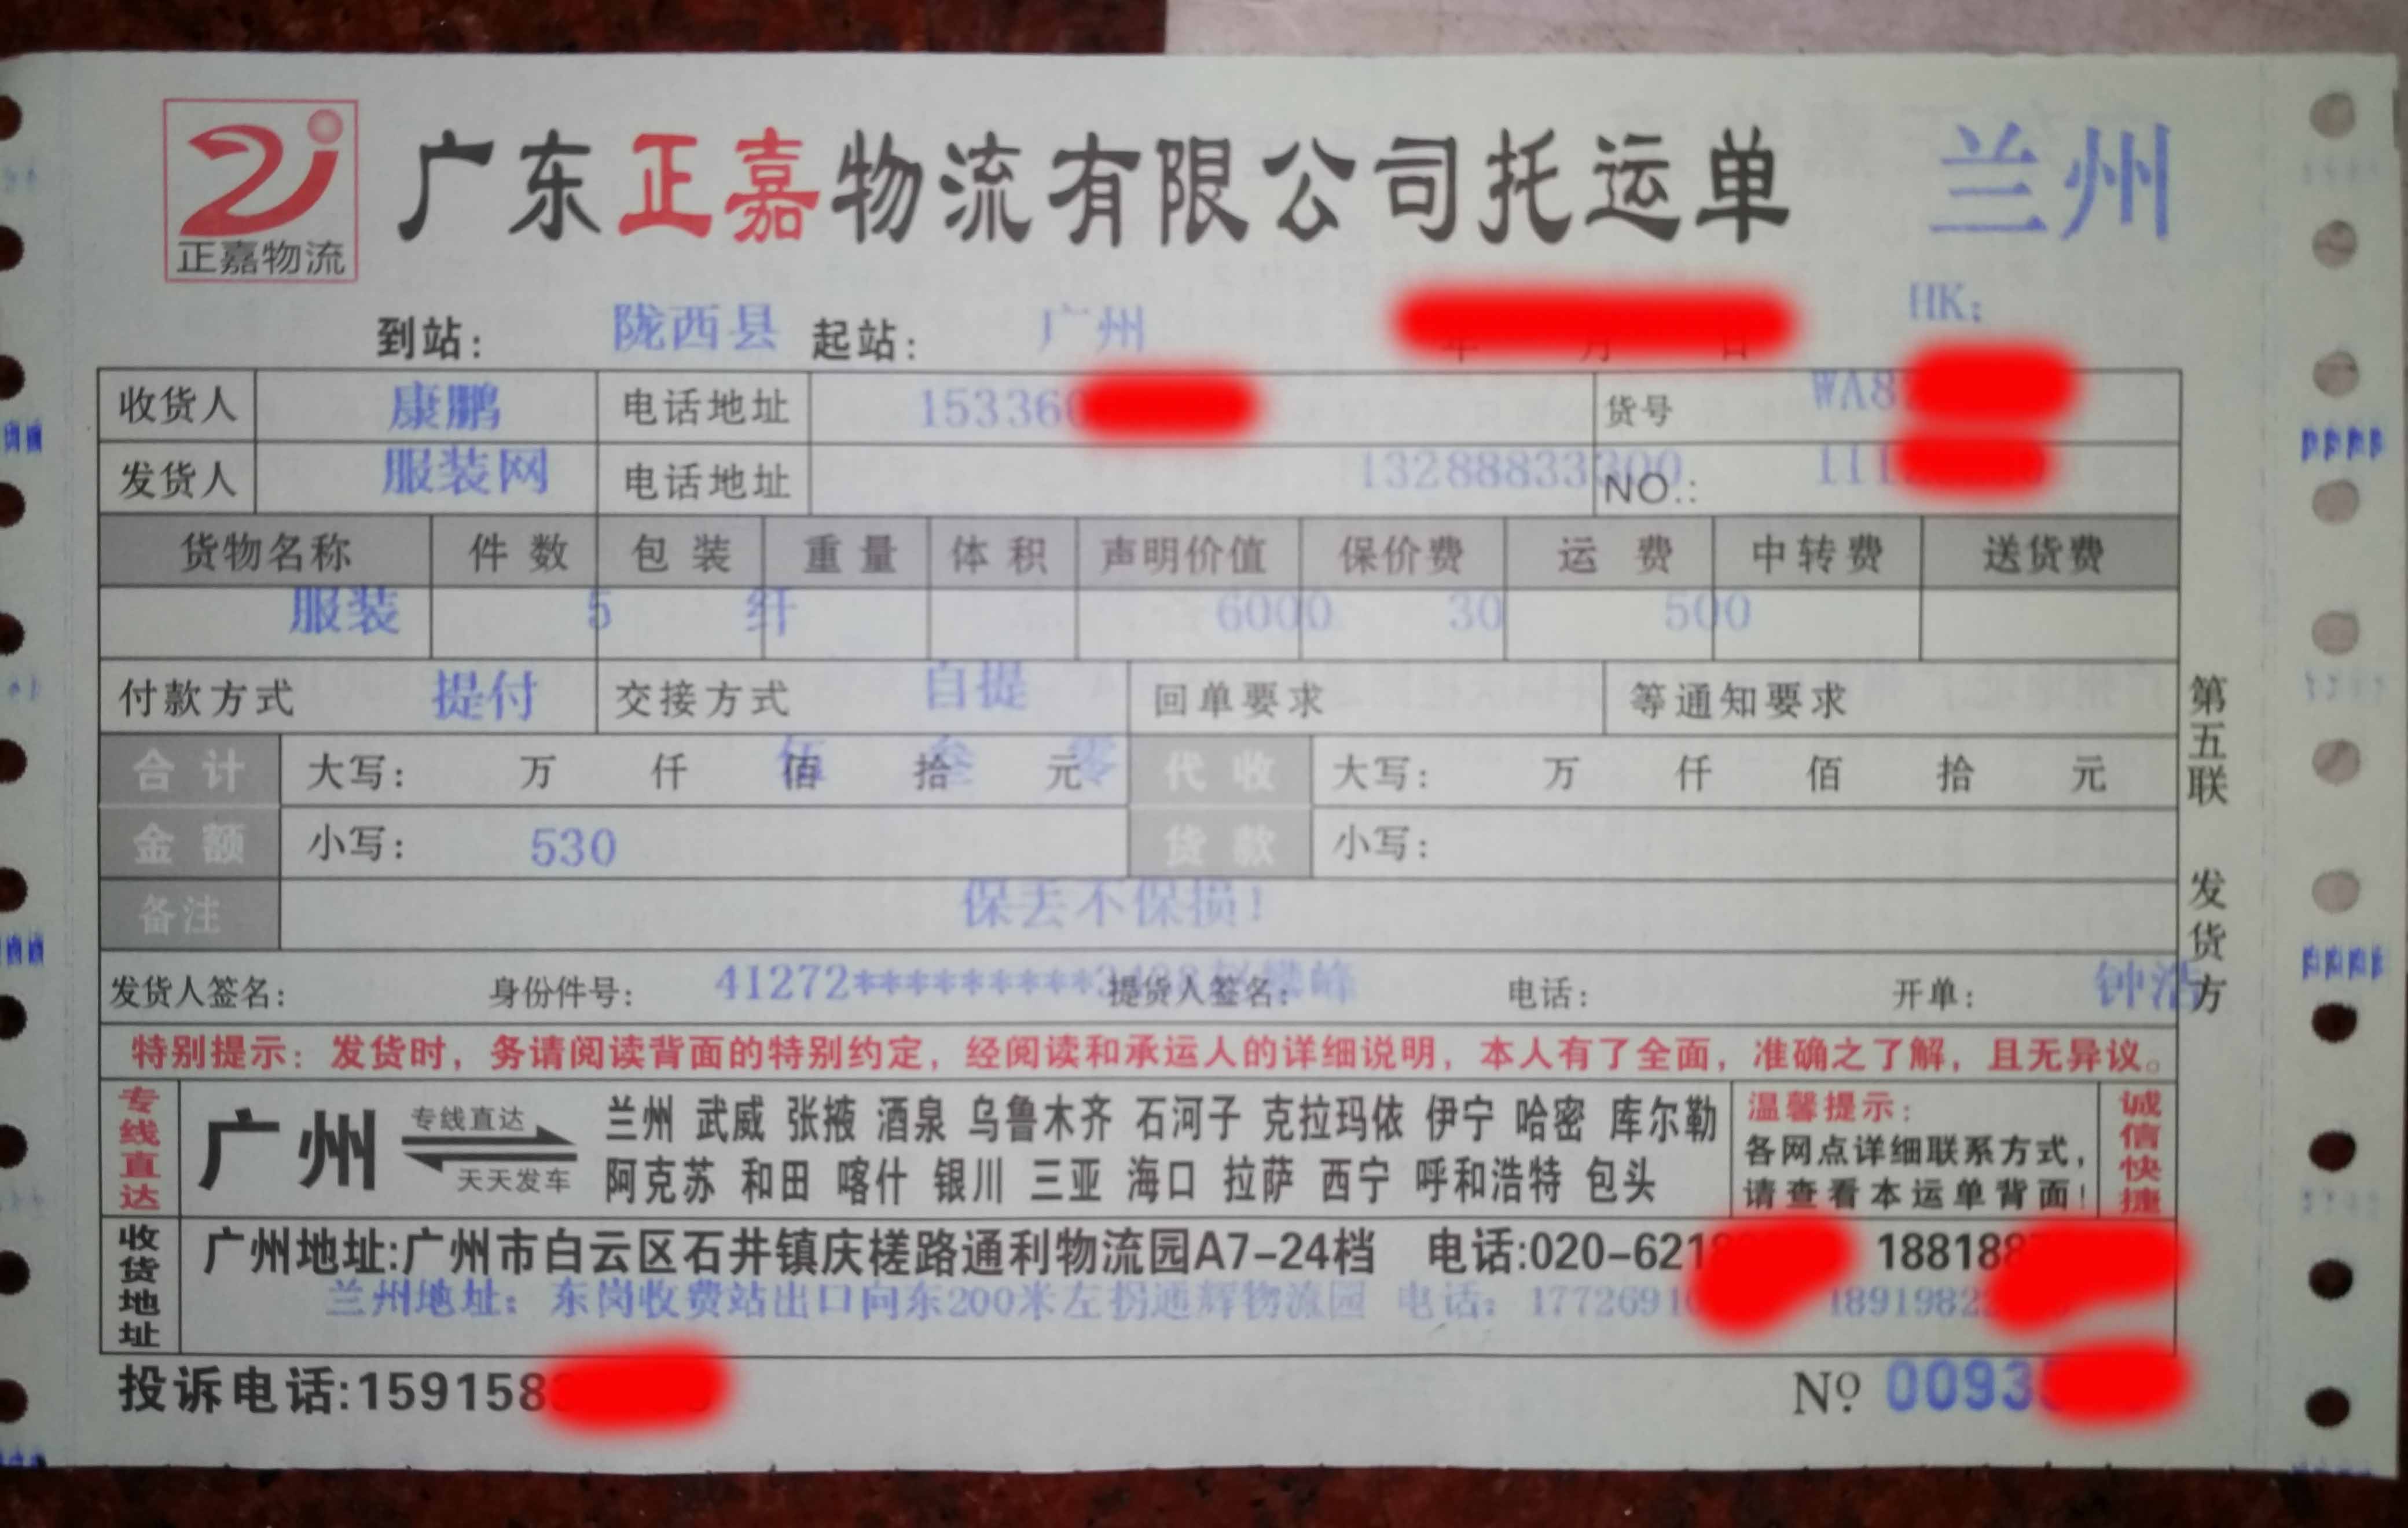 广东正嘉物流有限公司托运单 兰州
正嘉物流
HK:
到站: 陇西县 起站: 广州 年 月 日
收货人 康鹏 电话地址 15336 货号 WA8
发货人 服装网 电话地址 13288833300 NO.: 11
货物名称 件数 包装 重量 体积 声明价值 保价费 运费 中转费 送货费
服装 5 纤 6000 30 500
付款方式 提付 交接方式 自提 回单要求 等通知要求
合计 大写: 万 仟 伍佰 叁拾 零元 代收 大写: 万 仟 佰 拾 元
金额 小写: 530 货款 小写:
备注 保丢不保损!
发货人签名: 身份件号: 41272********* 提货人签名: 峰 电话: 开单: 钟浩
特别提示: 发货时, 务请阅读背面的特别约定, 经阅读和承运人的详细说明, 本人有了全面, 准确之了解, 且无异议。
专线直达 广州 专线直达 天天发车
兰州 武威 张掖 酒泉 乌鲁木齐 石河子 克拉玛依 伊宁 哈密 库尔勒
阿克苏 和田 喀什 银川 三亚 海口 拉萨 西宁 呼和浩特 包头
温馨提示:
各网点详细联系方式,
请查看本运单背面!
诚信快捷
收货地址 广州地址:广州市白云区石井镇庆槎路通利物流园A7-24档 电话:020-621 18818
兰州地址: 东岗收费站出口向东200米左拐通辉物流园 电话: 1772691 1891982
投诉电话:159158 Nº 0093
第五联 发货方